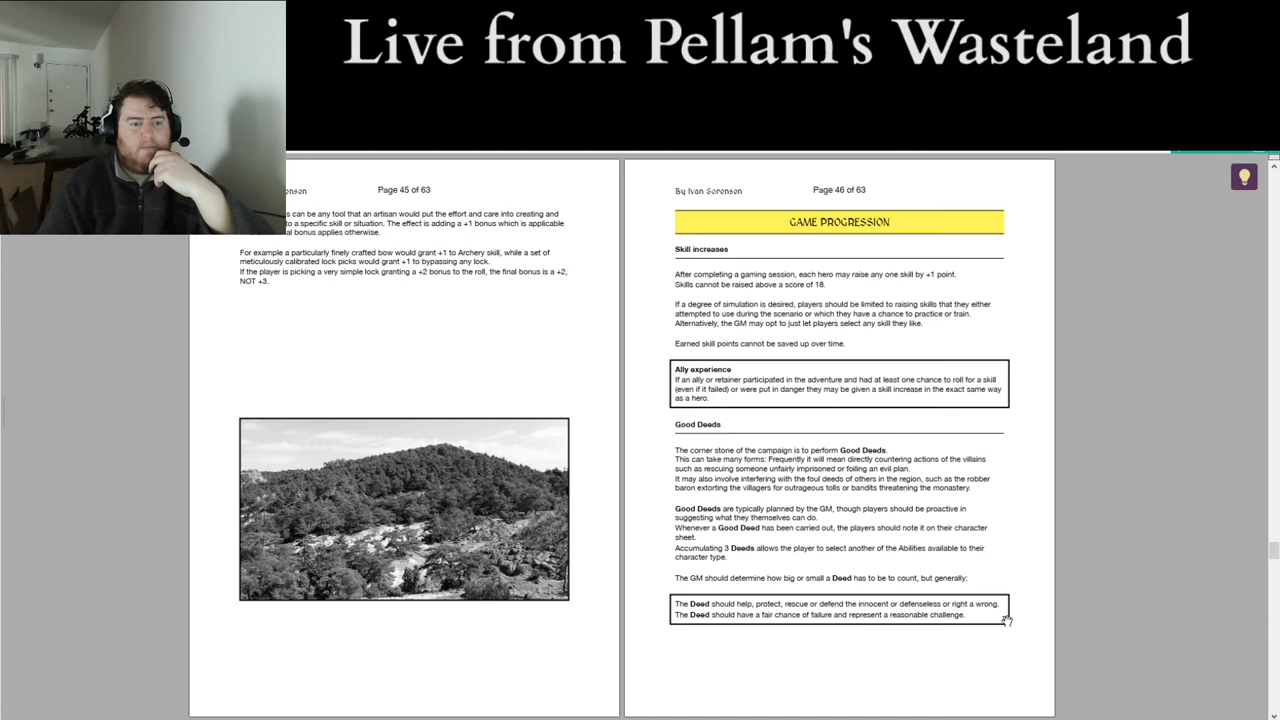 Live from Pellam's Wasteland
Page 45 of 63
can be any tool that an artisan would put the effort and care into creating and
to a specific skill or situation. The effect is adding a +1 bonus which is applicable
bonus applies otherwise.
For example a particularly finely crafted bow would grant +1 to Archery skill, while a set of
meticulously calibrated lock picks would grant +1 to bypassing any lock.
If the player is picking a very simple lock granting a +2 bonus to the roll, the final bonus is a +2,
NOT +3.
By Ivan Sorensen
Page 46 of 63
GAME PROGRESSION
Skill increases
After completing a gaming session, each hero may raise any one skill by +1 point.
Skills cannot be raised above a score of 18.
If a degree of simulation is desired, players should be limited to raising skills that they either
attempted to use during the scenario or which they have a chance to practice or train.
Alternatively, the GM may opt to just let players select any skill they like.
Earned skill points cannot be saved up over time.
Ally experience
If an ally or retainer participated in the adventure and had at least one chance to roll for a skill
(even if it failed) or were put in danger they may be given a skill increase in the exact same way
as a hero.
Good Deeds
The corner stone of the campaign is to perform Good Deeds.
This can take many forms: Frequently it will mean directly countering actions of the villains
such as rescuing someone unfairly imprisoned or foiling an evil plan.
It may also involve interfering with the foul deeds of others in the region, such as the robber
baron extorting the villagers for outrageous tolls or bandits threatening the monastery.
Good Deeds are typically planned by the GM, though players should be proactive in
suggesting what they themselves can do.
Whenever a Good Deed has been carried out, the players should note it on their character
sheet.
Accumulating 3 Deeds allows the player to select another of the Abilities available to their
character type.
The GM should determine how big or small a Deed has to be to count, but generally:
The Deed should help, protect, rescue or defend the innocent or defenseless or right a wrong.
The Deed should have a fair chance of failure and represent a reasonable challenge.